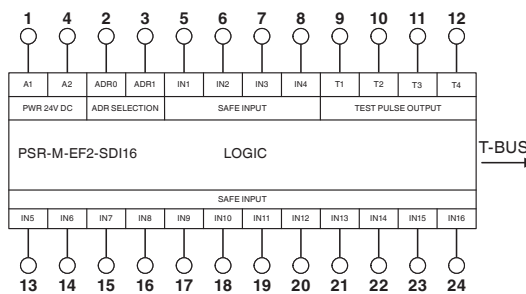 1 4 2 3 5 6 7 8 9 10 11 12
A1 A2 ADR0 ADR1 IN1 IN2 IN3 IN4 T1 T2 T3 T4
PWR 24V DC ADR SELECTION SAFE INPUT TEST PULSE OUTPUT
PSR-M-EF2-SDI16 LOGIC T-BUS
SAFE INPUT
IN5 IN6 IN7 IN8 IN9 IN10 IN11 IN12 IN13 IN14 IN15 IN16
13 14 15 16 17 18 19 20 21 22 23 24